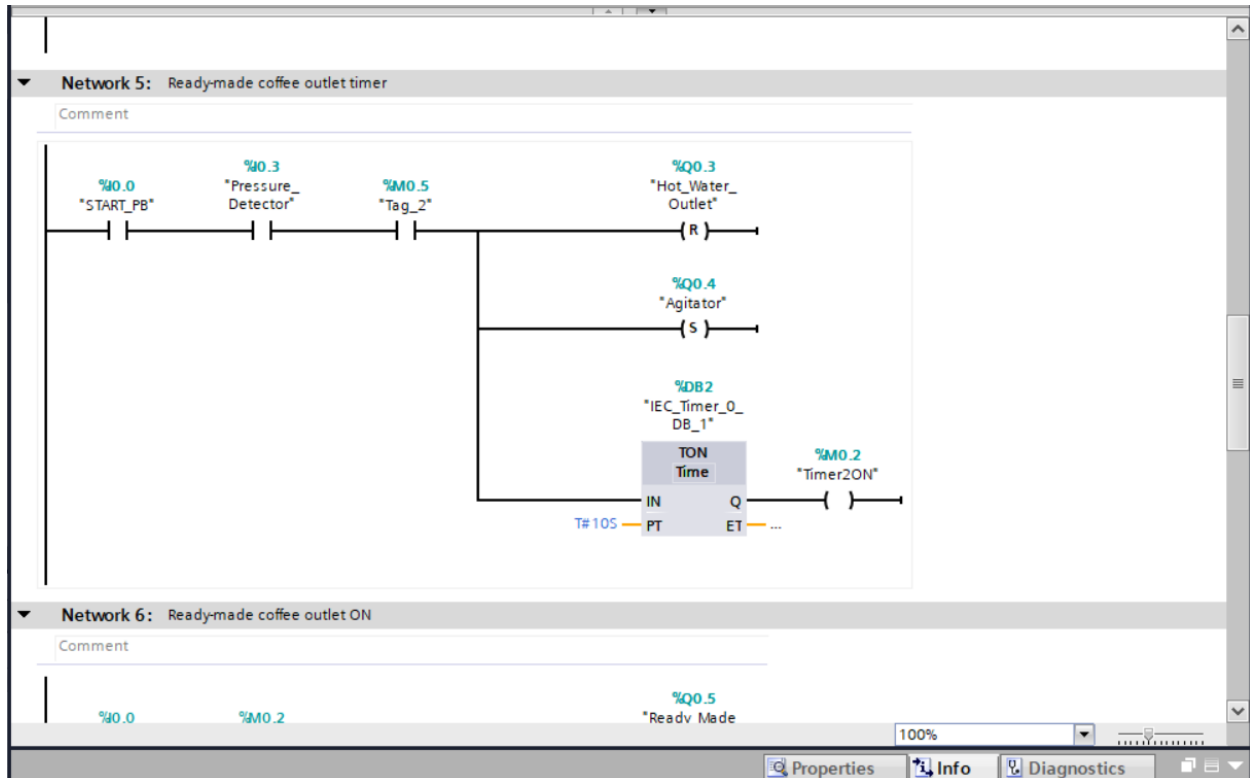 Network 5: Ready-made coffee outlet timer
Comment
%I0.0
"START_PB"
%I0.3
"Pressure_
Detector"
%M0.5
"Tag_2"
%Q0.3
"Hot_Water_
Outlet"
R
%Q0.4
"Agitator"
S
%DB2
"IEC_Timer_0_
DB_1"
TON
Time
IN Q
T#10S PT ET ...
%M0.2
"Timer2ON"
Network 6: Ready-made coffee outlet ON
Comment
%I0.0 %M0.2
%Q0.5
"Ready_Made
100%
Properties Info Diagnostics